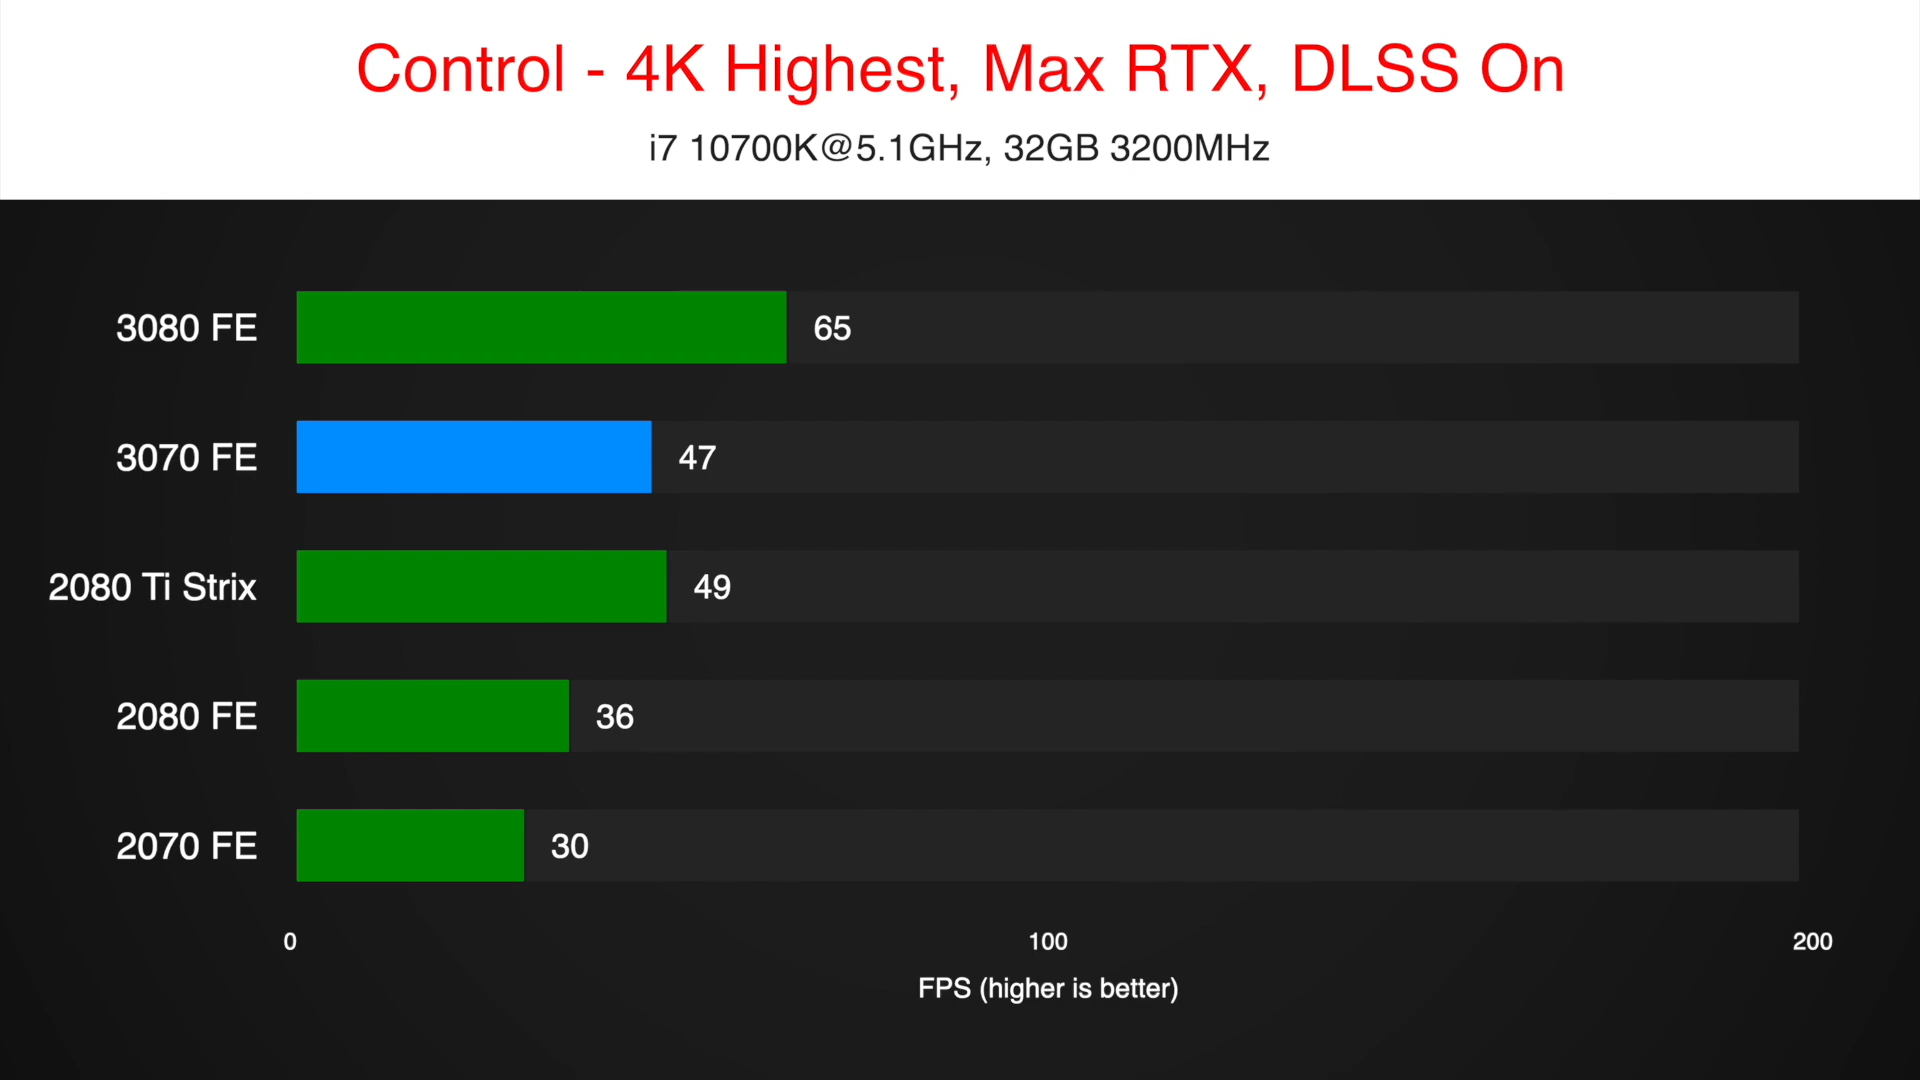 Control - 4K Highest, Max RTX, DLSS On
i7 10700K@5.1GHz, 32GB 3200MHz
3080 FE 65
3070 FE 47
2080 Ti Strix 49
2080 FE 36
2070 FE 30
0 100 200
FPS (higher is better)